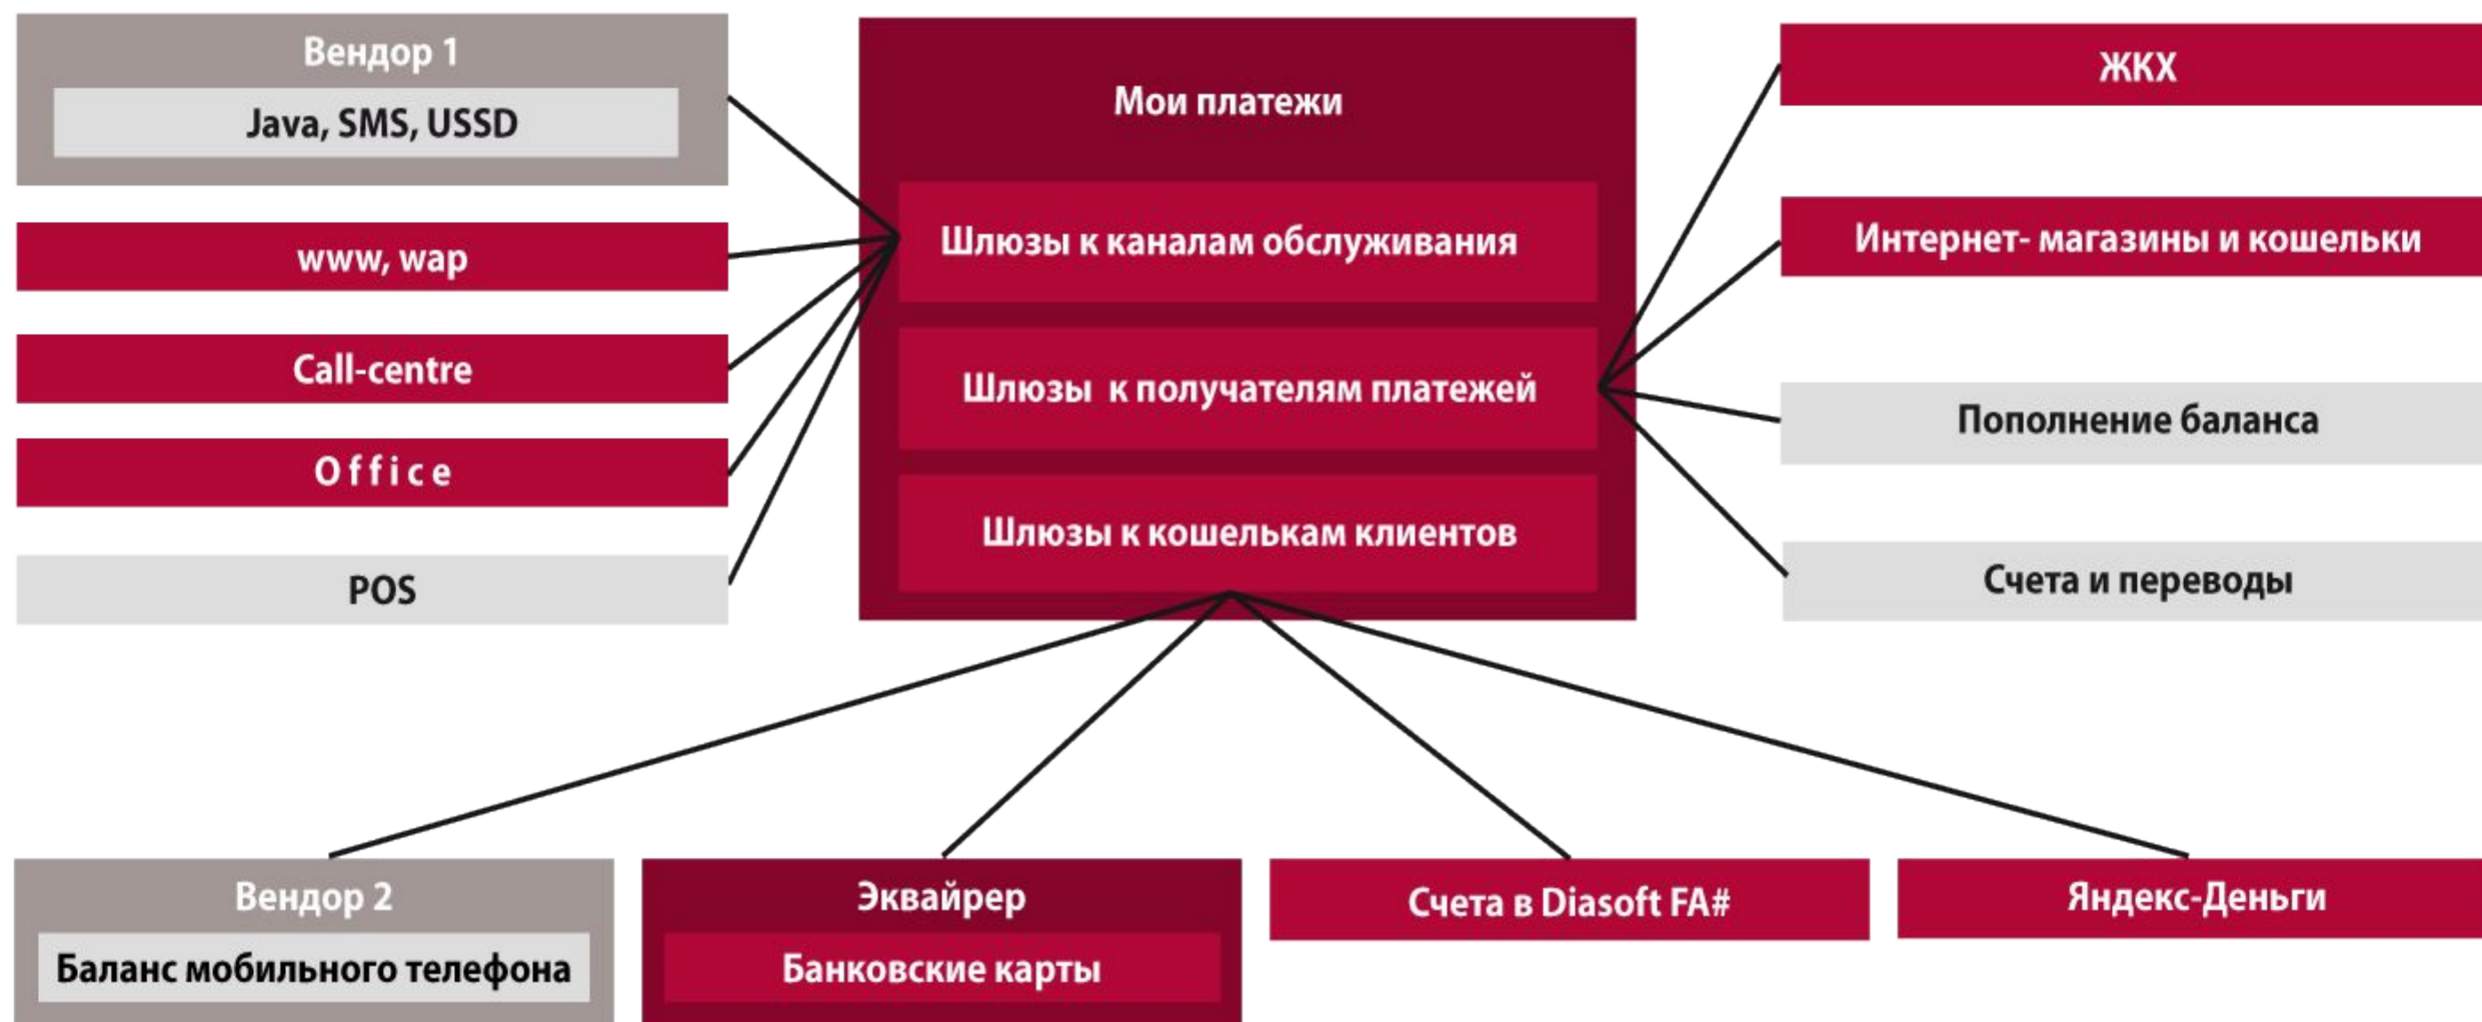 Вендор 1
Java, SMS, USSD
www, wap
Call-centre
Office
POS
Мои платежи
Шлюзы к каналам обслуживания
Шлюзы к получателям платежей
Шлюзы к кошелькам клиентов
ЖКХ
Интернет- магазины и кошельки
Пополнение баланса
Счета и переводы
Вендор 2
Баланс мобильного телефона
Эквайрер
Банковские карты
Счета в Diasoft FA#
Яндекс-Деньги